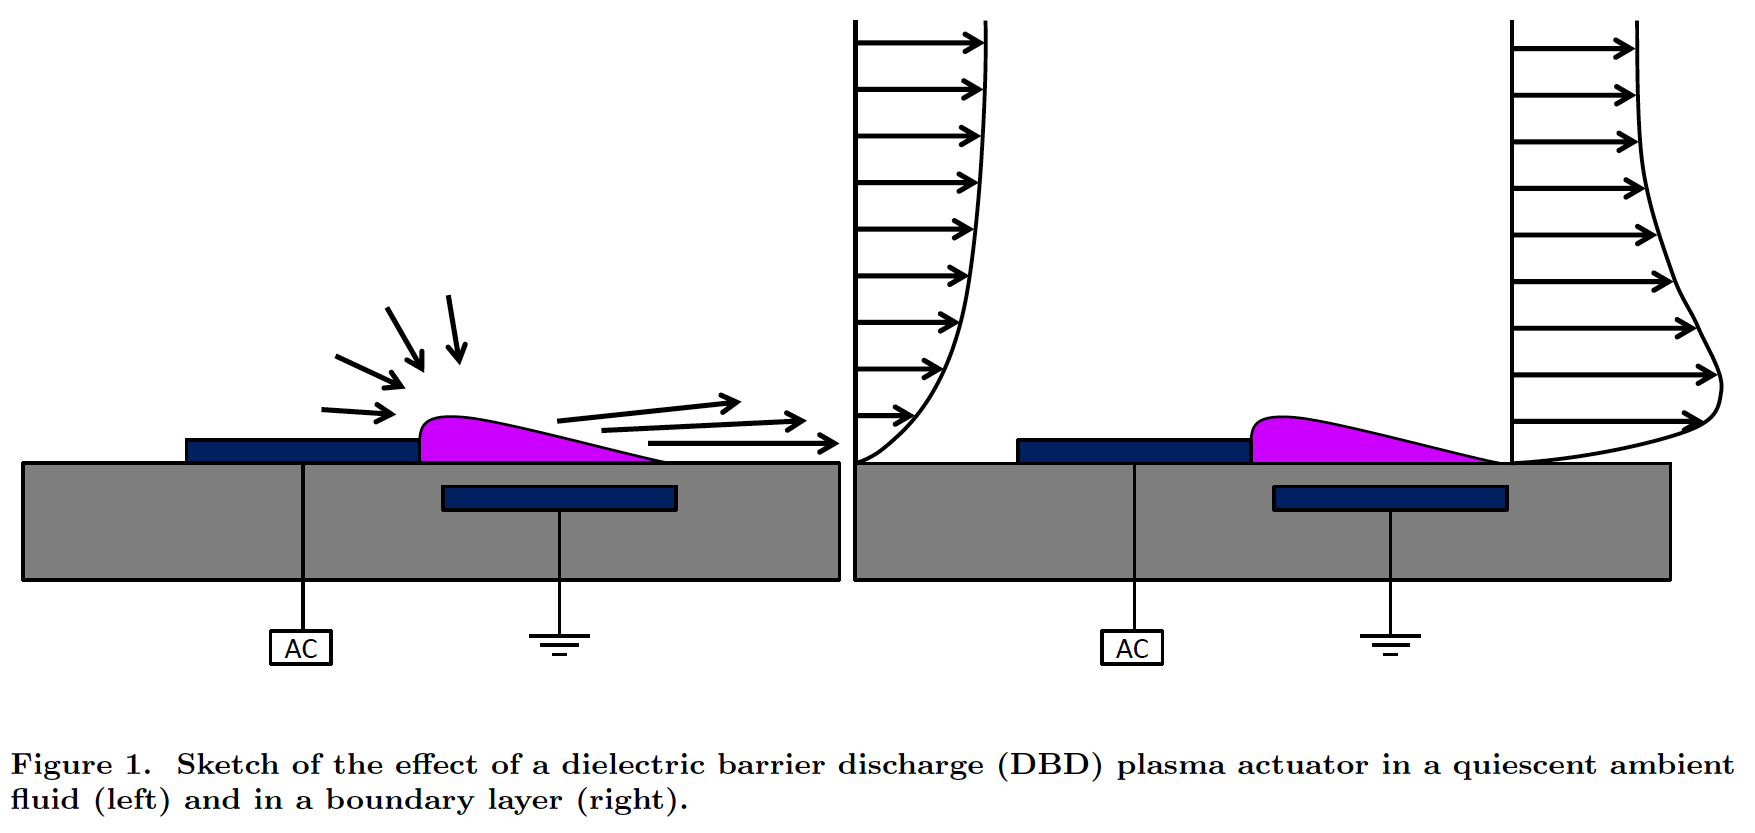 AC
AC
Figure 1. Sketch of the effect of a dielectric barrier discharge (DBD) plasma actuator in a quiescent ambient
fluid (left) and in a boundary layer (right).